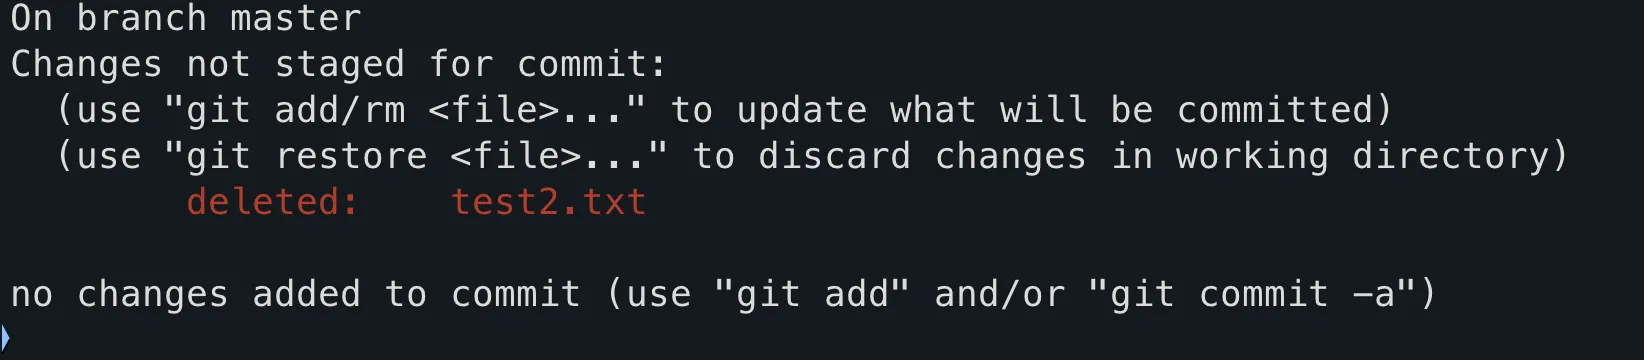 On branch master
Changes not staged for commit:
  (use "git add/rm <file>..." to update what will be committed)
  (use "git restore <file>..." to discard changes in working directory)
        deleted:    test2.txt

no changes added to commit (use "git add" and/or "git commit -a")